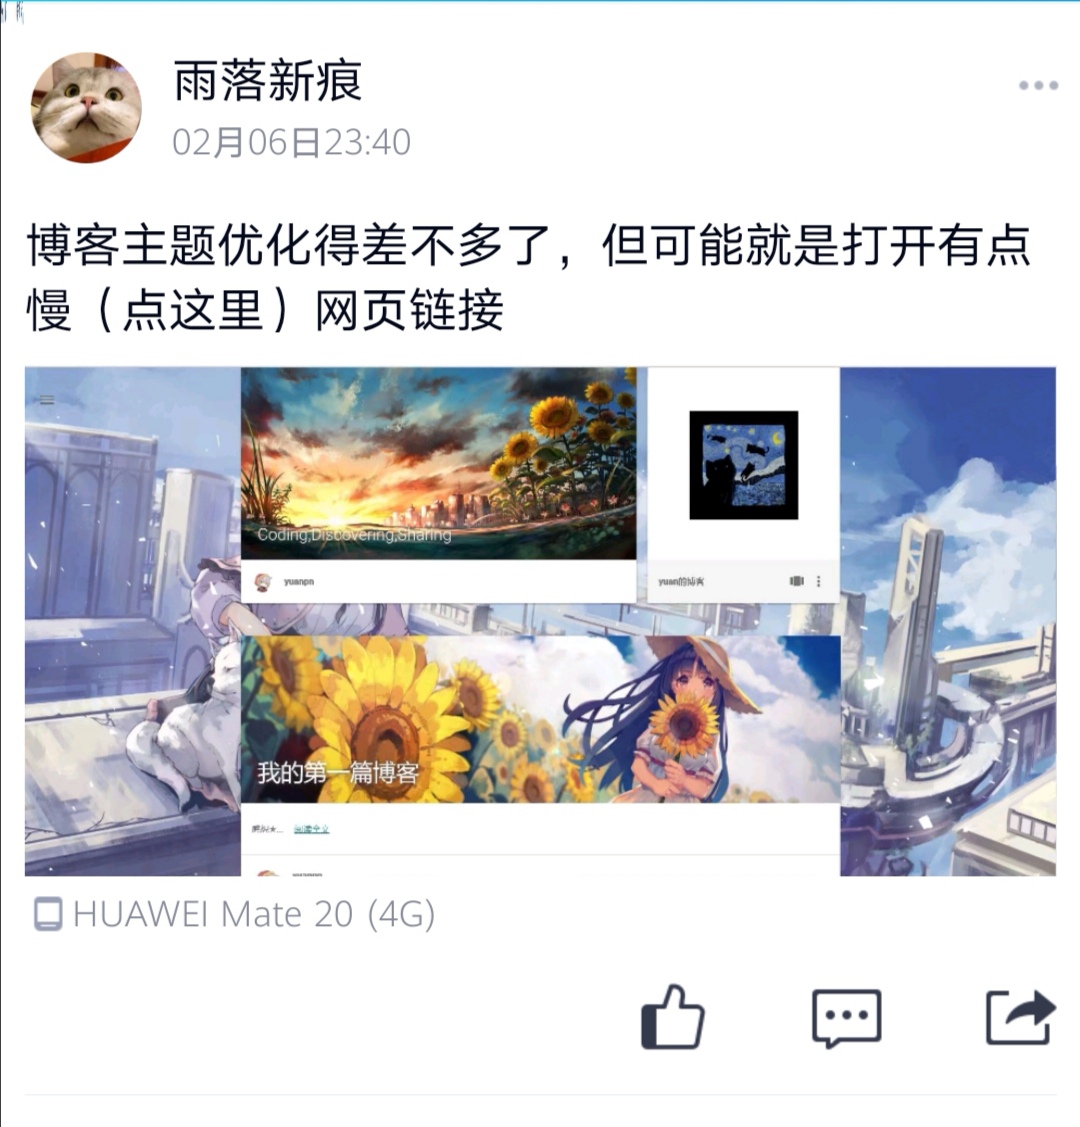 雨落新痕
02月06日23:40
博客主题优化得差不多了，但可能就是打开有点
慢（点这里）网页链接
Coding,Discovering,Sharing
yuanpn
yuan的博客
我的第一篇博客
阅读全文
HUAWEI Mate 20 (4G)